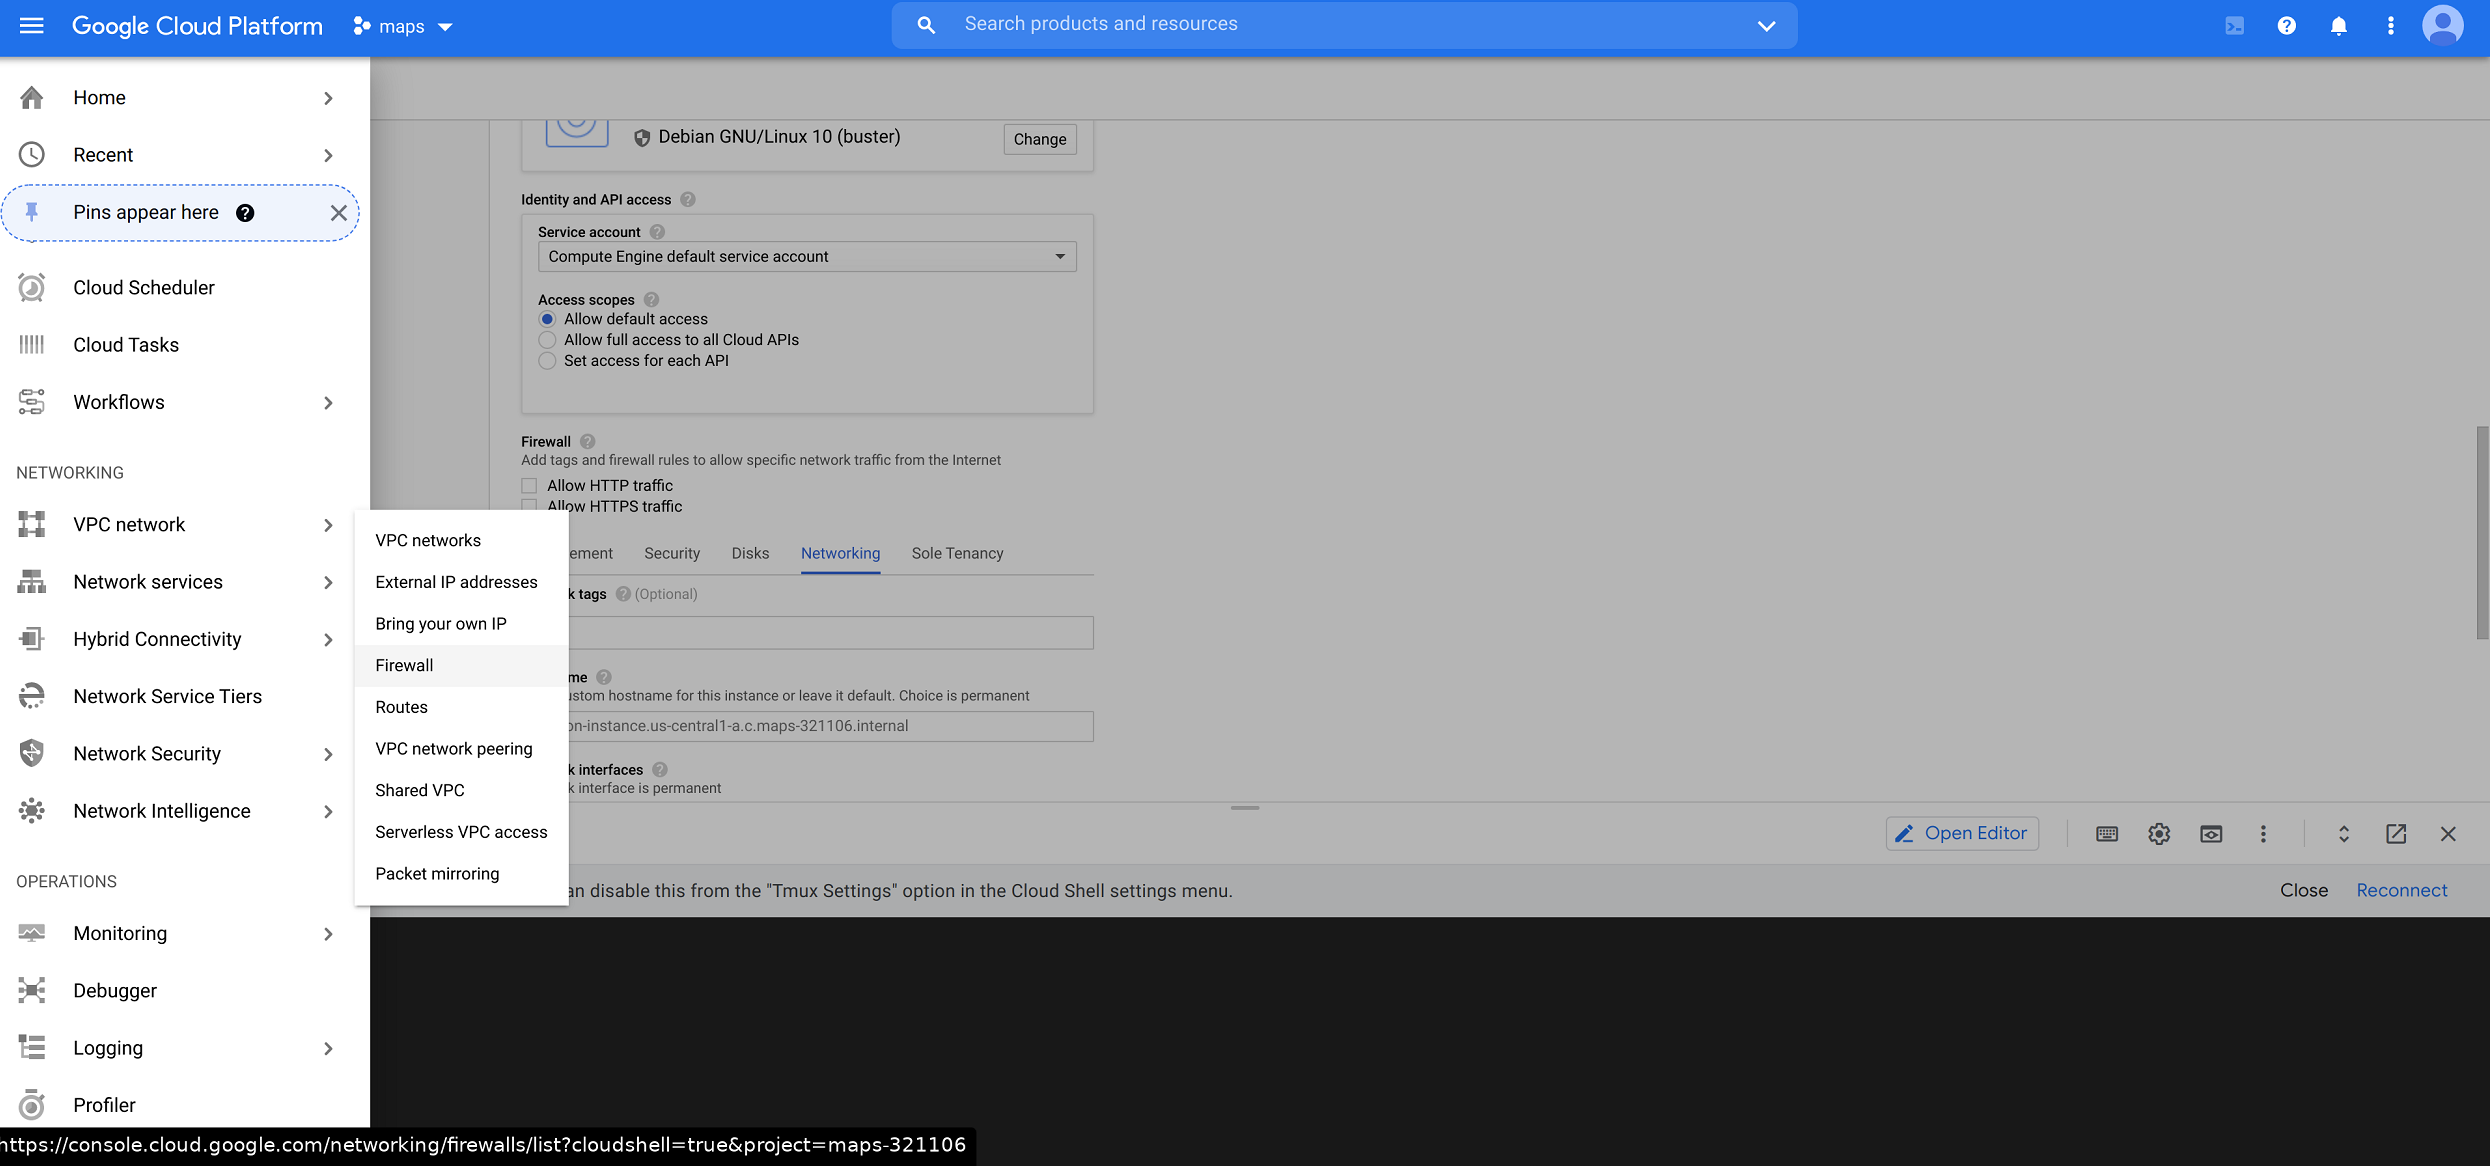 Google Cloud Platform maps Search products and resources
Home
Recent
Pins appear here
Cloud Scheduler
Cloud Tasks
Workflows
NETWORKING
VPC network
Network services
Hybrid Connectivity
Network Service Tiers
Network Security
Network Intelligence
OPERATIONS
Monitoring
Debugger
Logging
Profiler
VPC networks
External IP addresses
Bring your own IP
Firewall
Routes
VPC network peering
Shared VPC
Serverless VPC access
Packet mirroring
Debian GNU/Linux 10 (buster) Change
Identity and API access
Service account
Compute Engine default service account
Access scopes
Allow default access
Allow full access to all Cloud APIs
Set access for each API
Firewall
Add tags and firewall rules to allow specific network traffic from the Internet
Allow HTTP traffic
Allow HTTPS traffic
ement Security Disks Networking Sole Tenancy
k tags (Optional)
me
ustom hostname for this instance or leave it default. Choice is permanent
on-instance.us-central1-a.c.maps-321106.internal
k interfaces
k interface is permanent
Open Editor
an disable this from the "Tmux Settings" option in the Cloud Shell settings menu. Close Reconnect
https://console.cloud.google.com/networking/firewalls/list?cloudshell=true&project=maps-321106